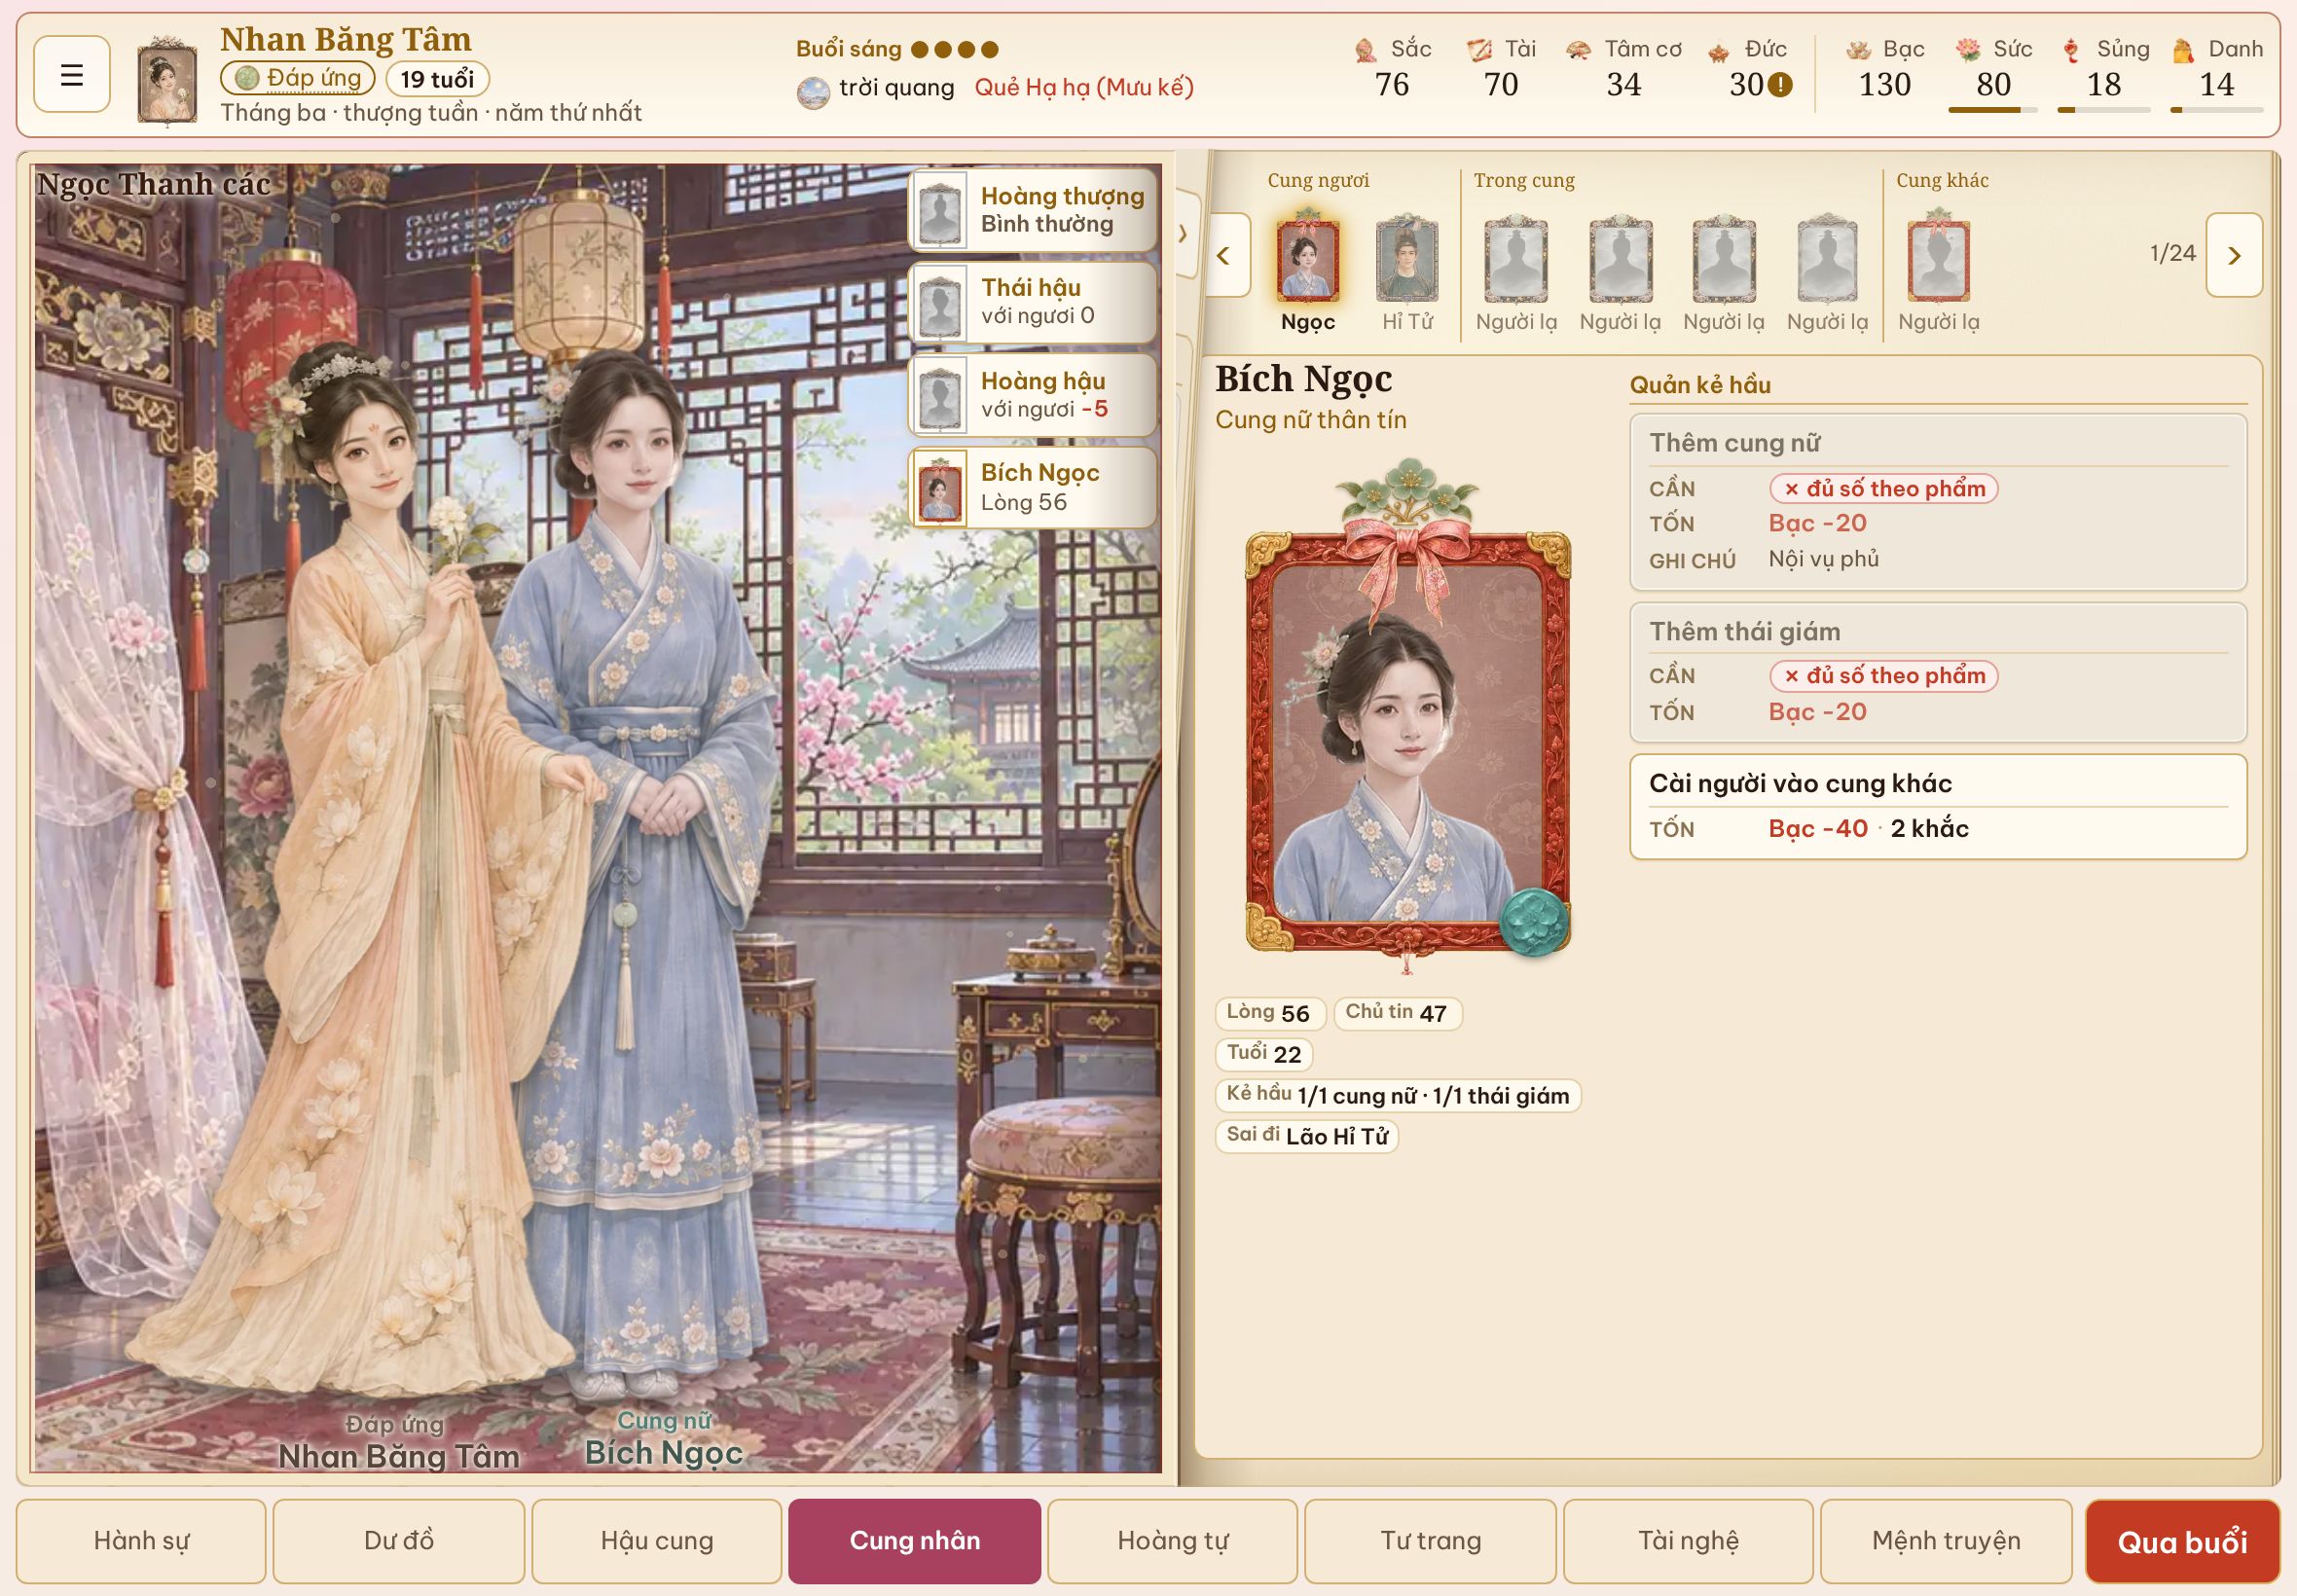 Nhan Băng Tâm
Đáp ứng
19 tuổi
Tháng ba · thượng tuần · năm thứ nhất
Buổi sáng
trời quang Quẻ Hạ hạ (Mưu kế)
Sắc 76
Tài 70
Tâm cơ 34
Đức 30 !
Bạc 130
Sức 80
Sủng 18
Danh 14
Ngọc Thanh các
Hoàng thượng
Bình thường
Thái hậu
với ngươi 0
Hoàng hậu
với ngươi -5
Bích Ngọc
Lòng 56
Đáp ứng
Nhan Băng Tâm
Cung nữ
Bích Ngọc
Cung ngươi
Trong cung
Cung khác
Ngọc
Hỉ Tử
Người lạ
Người lạ
Người lạ
Người lạ
Người lạ
1/24
Bích Ngọc
Cung nữ thân tín
Lòng 56
Chủ tin 47
Tuổi 22
Kẻ hầu 1/1 cung nữ · 1/1 thái giám
Sai đi Lão Hỉ Tử
Quản kẻ hầu
Thêm cung nữ
CẦN × đủ số theo phẩm
TỐN Bạc -20
GHI CHÚ Nội vụ phủ
Thêm thái giám
CẦN × đủ số theo phẩm
TỐN Bạc -20
Cài người vào cung khác
TỐN Bạc -40 · 2 khắc
Hành sự
Dư đồ
Hậu cung
Cung nhân
Hoàng tự
Tư trang
Tài nghệ
Mệnh truyện
Qua buổi